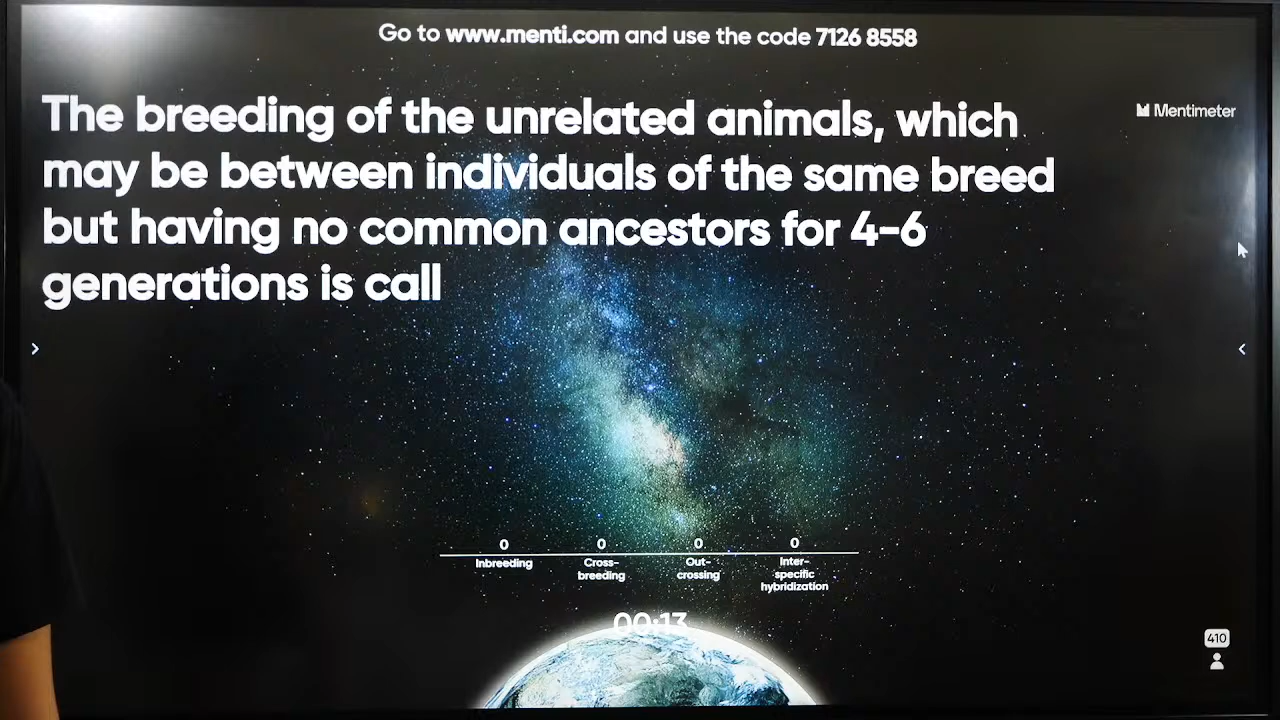 Go to www.menti.com and use the code 7126 8558
Mentimeter
The breeding of the unrelated animals, which
may be between individuals of the same breed
but having no common ancestors for 4-6
generations is call
0
0
0
0
Inbreeding
Cross-
breeding
Out-
crossing
Inter-
specific
hybridization
00:13
410